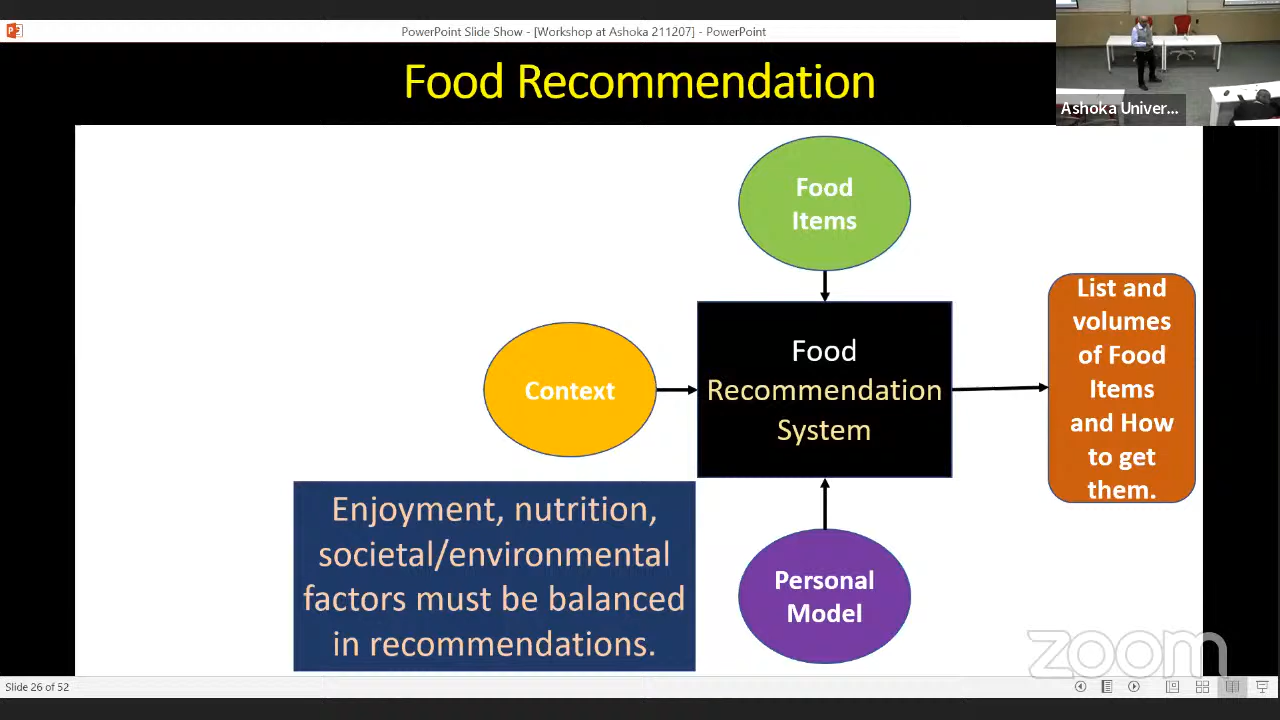 PowerPoint Slide Show - [Workshop at Ashoka 211207] - PowerPoint
Food Recommendation
Ashoka Univer...
Food
Items
Context
Food
Recommendation
System
List and
volumes
of Food
Items
and How
to get
them.
Enjoyment, nutrition,
societal/environmental
factors must be balanced
in recommendations.
Personal
Model
zoom
Slide 26 of 52